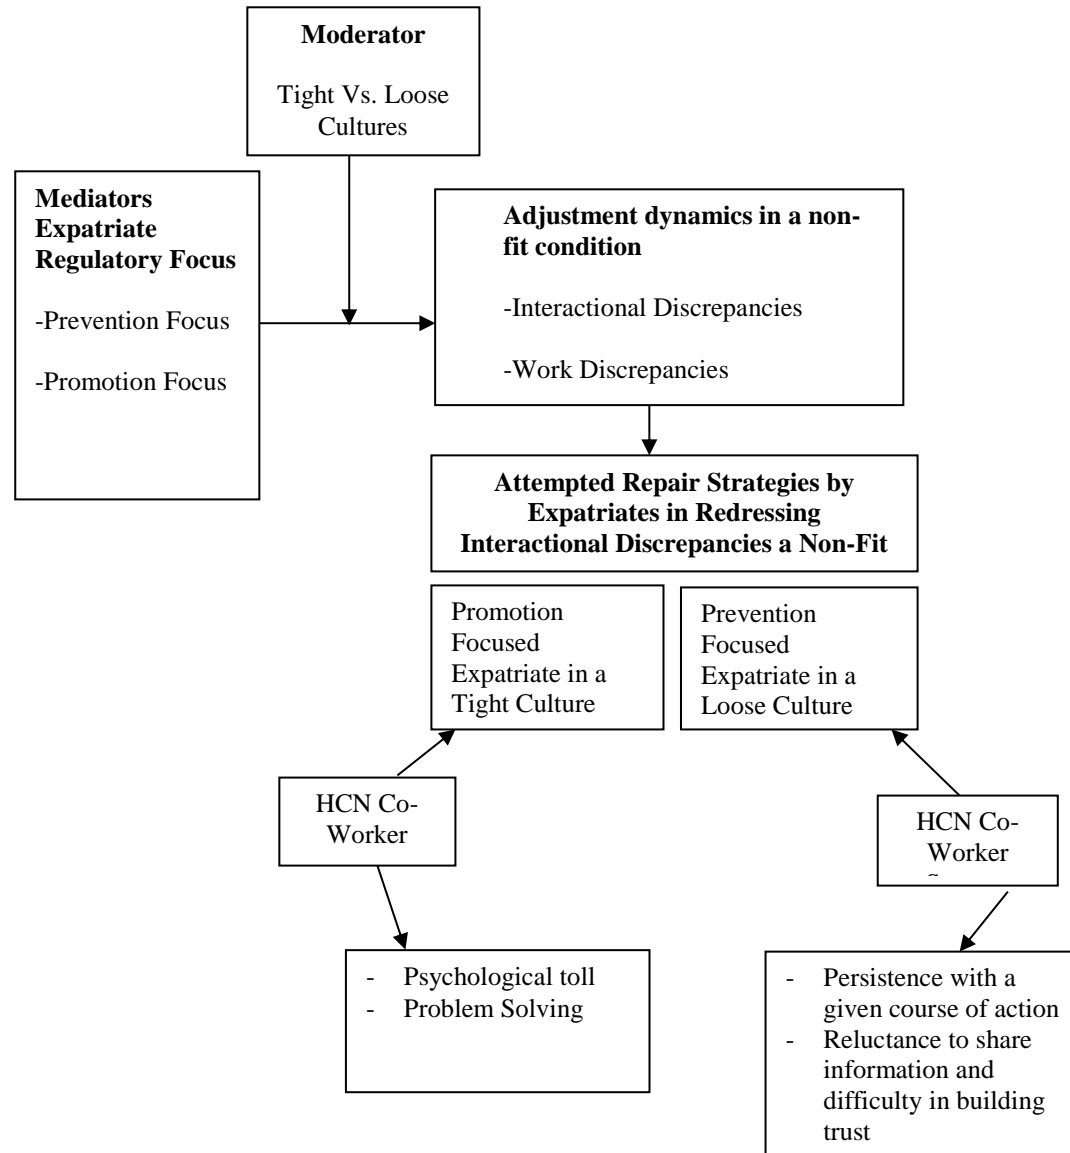 Moderator
Tight Vs. Loose
Cultures
Mediators
Expatriate
Regulatory Focus
-Prevention Focus
-Promotion Focus
Adjustment dynamics in a non-
fit condition
-Interactional Discrepancies
-Work Discrepancies
Attempted Repair Strategies by
Expatriates in Redressing
Interactional Discrepancies a Non-Fit
Promotion
Focused
Expatriate in a
Tight Culture
Prevention
Focused
Expatriate in a
Loose Culture
HCN Co-
Worker
HCN Co-
Worker
- Psychological toll
- Problem Solving
- Persistence with a
given course of action
- Reluctance to share
information and
difficulty in building
trust